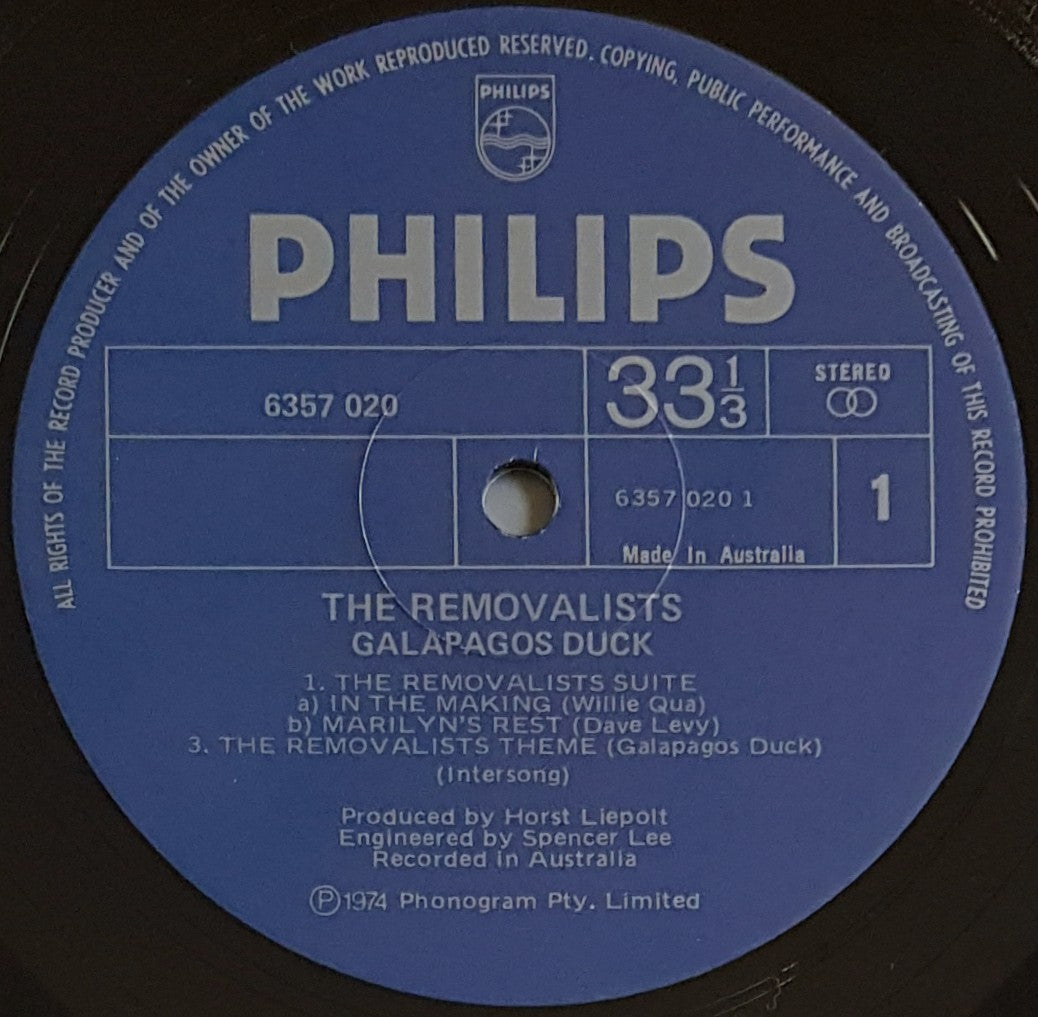 ALL RIGHTS OF THE RECORD PRODUCER AND OF THE OWNER OF THE WORK REPRODUCED RESERVED. COPYING, PUBLIC PERFORMANCE AND BROADCASTING OF THIS RECORD PROHIBITED
PHILIPS
PHILIPS
6357 020
33 1/3
STEREO
6357 020 1
1
Made In Australia
THE REMOVALISTS
GALAPAGOS DUCK
1. THE REMOVALISTS SUITE
a) IN THE MAKING (Willie Qua)
b) MARILYN'S REST (Dave Levy)
3. THE REMOVALISTS THEME (Galapagos Duck)
(Intersong)
Produced by Horst Liepolt
Engineered by Spencer Lee
Recorded in Australia
Ⓟ1974 Phonogram Pty. Limited